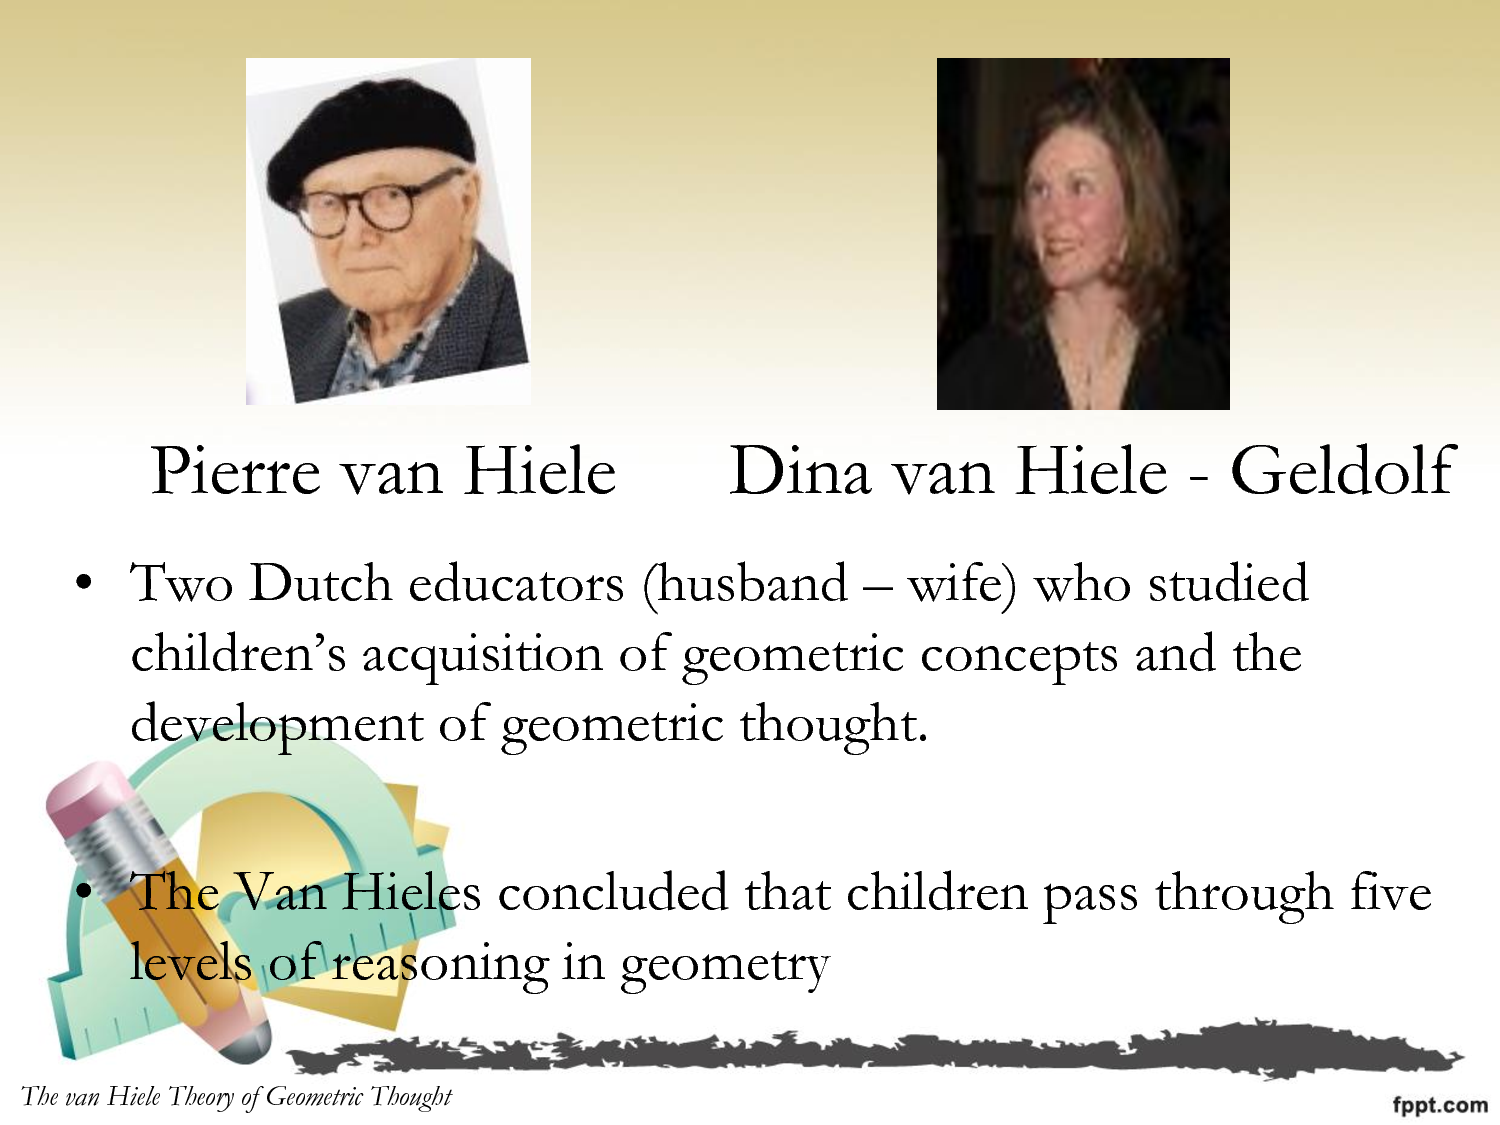 Pierre van Hiele
Dina van Hiele - Geldolf
• Two Dutch educators (husband – wife) who studied
children’s acquisition of geometric concepts and the
development of geometric thought.
• The Van Hieles concluded that children pass through five
levels of reasoning in geometry
The van Hiele Theory of Geometric Thought
fppt.com